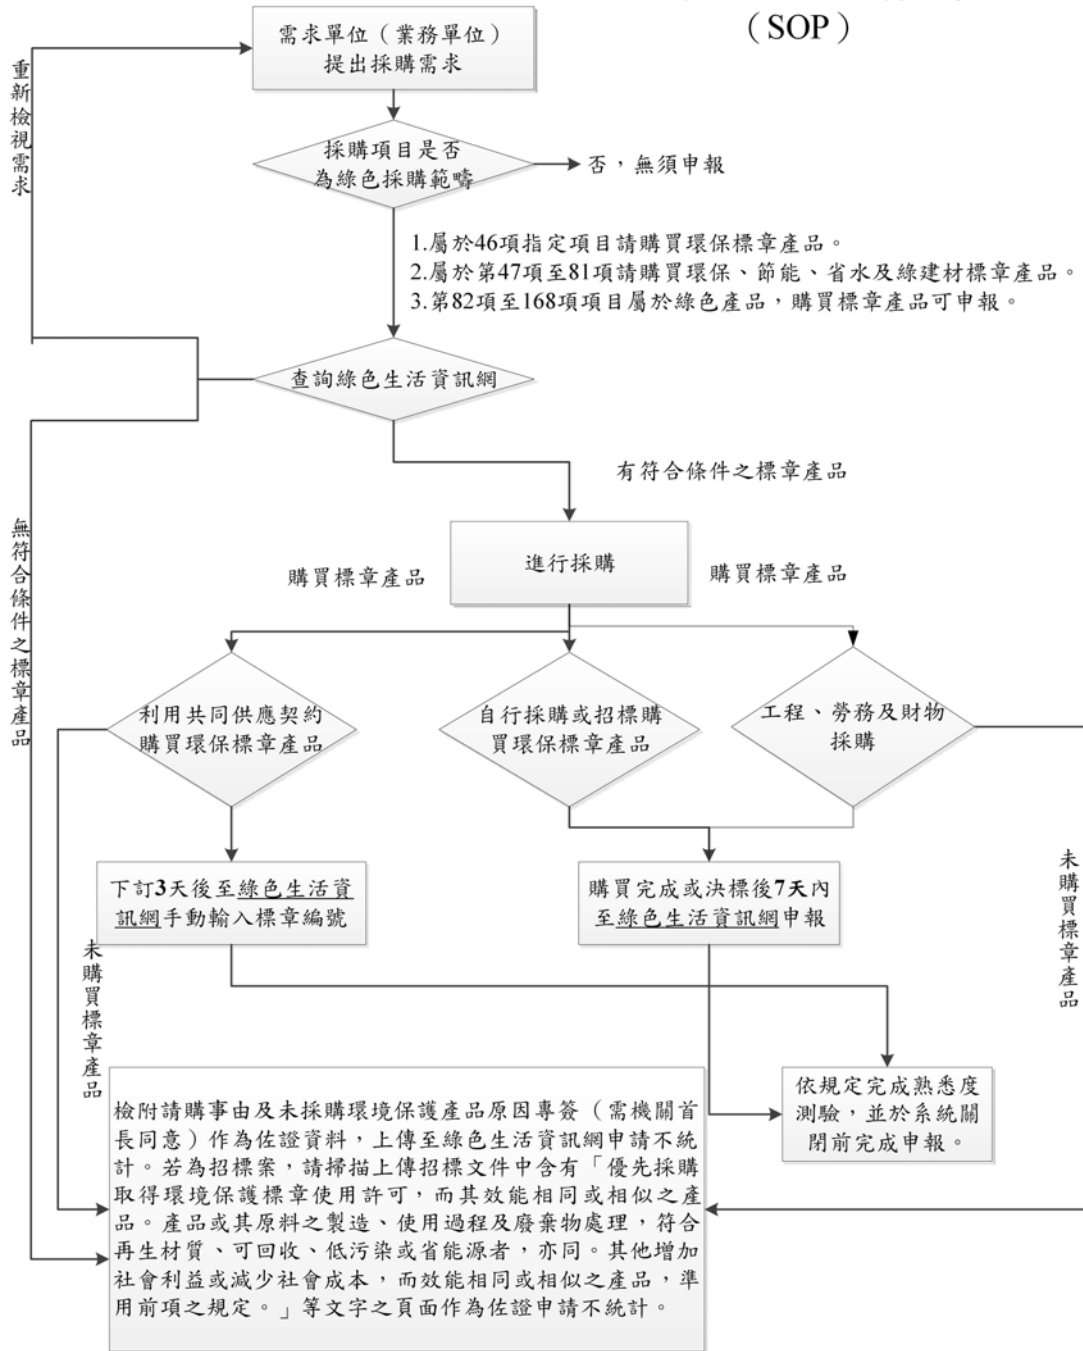 （SOP）
需求單位（業務單位）
提出採購需求
重新檢視需求
採購項目是否
為綠色採購範疇
否，無須申報
1.屬於46項指定項目請購買環保標章產品。
2.屬於第47項至81項請購買環保、節能、省水及綠建材標章產品。
3.第82項至168項項目屬於綠色產品，購買標章產品可申報。
查詢綠色生活資訊網
有符合條件之標章產品
無符合條件之標章產品
進行採購
購買標章產品
購買標章產品
利用共同供應契約
購買環保標章產品
自行採購或招標購
買環保標章產品
工程、勞務及財物
採購
下訂3天後至綠色生活資
訊網手動輸入標章編號
購買完成或決標後7天內
至綠色生活資訊網申報
未購買標章產品
未購買標章產品
依規定完成熟悉度
測驗，並於系統關
閉前完成申報。
檢附請購事由及未採購環境保護產品原因專簽（需機關首
長同意）作為佐證資料，上傳至綠色生活資訊網申請不統
計。若為招標案，請掃描上傳招標文件中含有「優先採購
取得環境保護標章使用許可，而其效能相同或相似之產
品。產品或其原料之製造、使用過程及廢棄物處理，符合
再生材質、可回收、低污染或省能源者，亦同。其他增加
社會利益或減少社會成本，而效能相同或相似之產品，準
用前項之規定。」等文字之頁面作為佐證申請不統計。